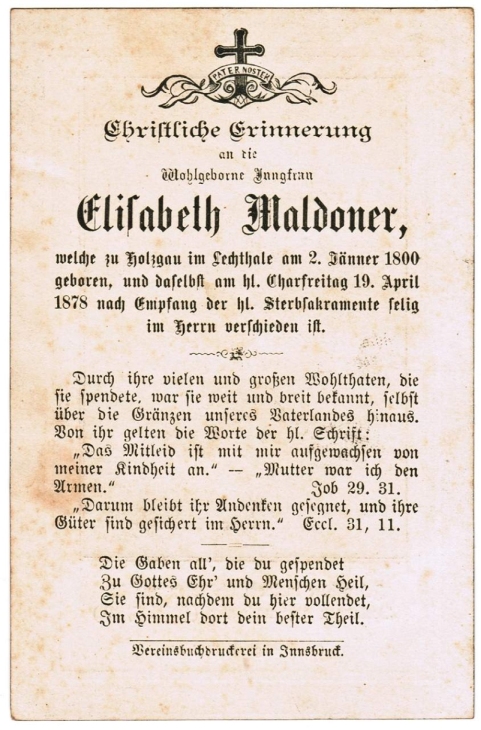 PATER NOSTER
Christliche Erinnerung
an die
Wohlgeborne Jungfrau
Elisabeth Maldoner,
welche zu Holzgau im Lechthale am 2. Jänner 1800
geboren, und daselbst am hl. Charfreitag 19. April
1878 nach Empfang der hl. Sterbsakramente selig
im Herrn verschieden ist.
Durch ihre vielen und großen Wohlthaten, die
sie spendete, war sie weit und breit bekannt, selbst
über die Gränzen unseres Vaterlandes hinaus.
Von ihr gelten die Worte der hl. Schrift:
„Das Mitleid ist mit mir aufgewachsen von
meiner Kindheit an.“ — „Mutter war ich den
Armen.“ Job 29. 31.
„Darum bleibt ihr Andenken gesegnet, und ihre
Güter sind gesichert im Herrn.“ Eccl. 31, 11.
Die Gaben all', die du gespendet
Zu Gottes Ehr' und Menschen Heil,
Sie sind, nachdem du hier vollendet,
Im Himmel dort dein bester Theil.
Vereinsbuchdruckerei in Innsbruck.